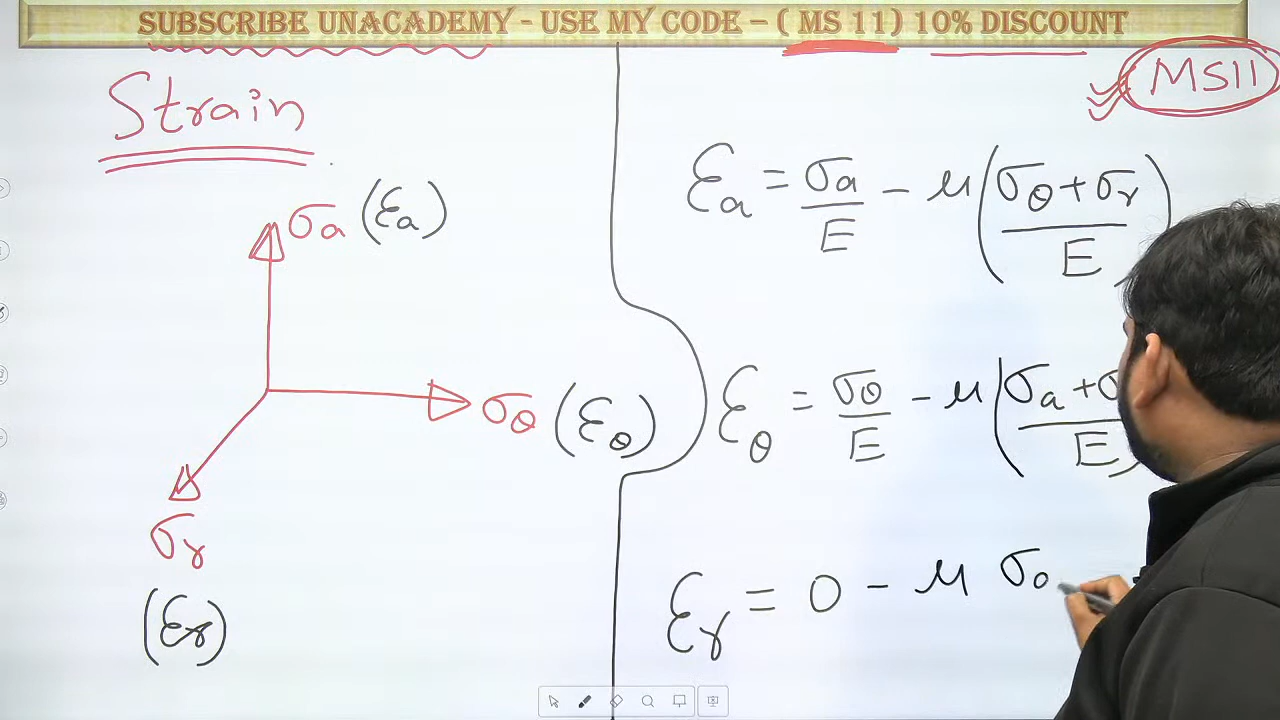 SUBSCRIBE UNACADEMY - USE MY CODE – ( MS 11) 10% DISCOUNT
MS11
Strain
σa (εa)
σθ (εθ)
σr
(εr)
εa = σa/E - μ(σθ + σr/E)
εθ = σθ/E - μ(σa + σ/E)
εr = 0 - μ σo